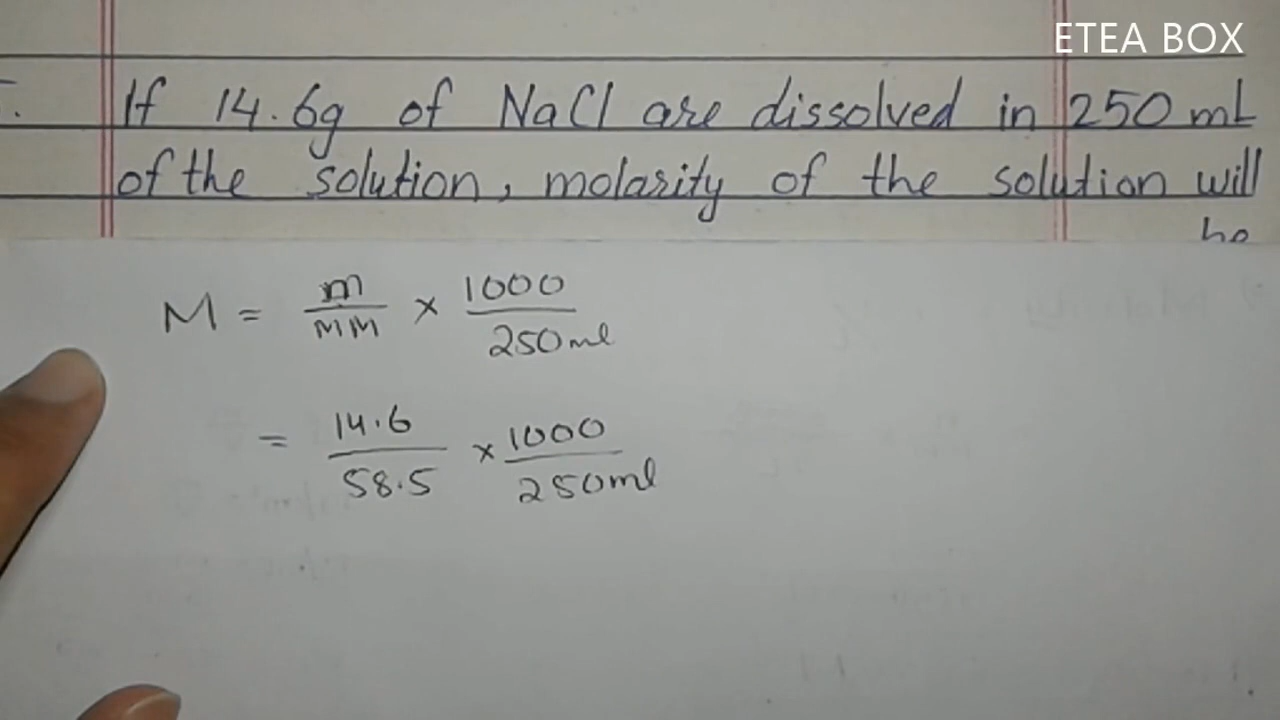 ETEA BOX
If 14.6g of NaCl are dissolved in 250 mL
of the solution, molarity of the solution will
be
M = m/MM × 1000/250ml
= 14.6/58.5 × 1000/250ml